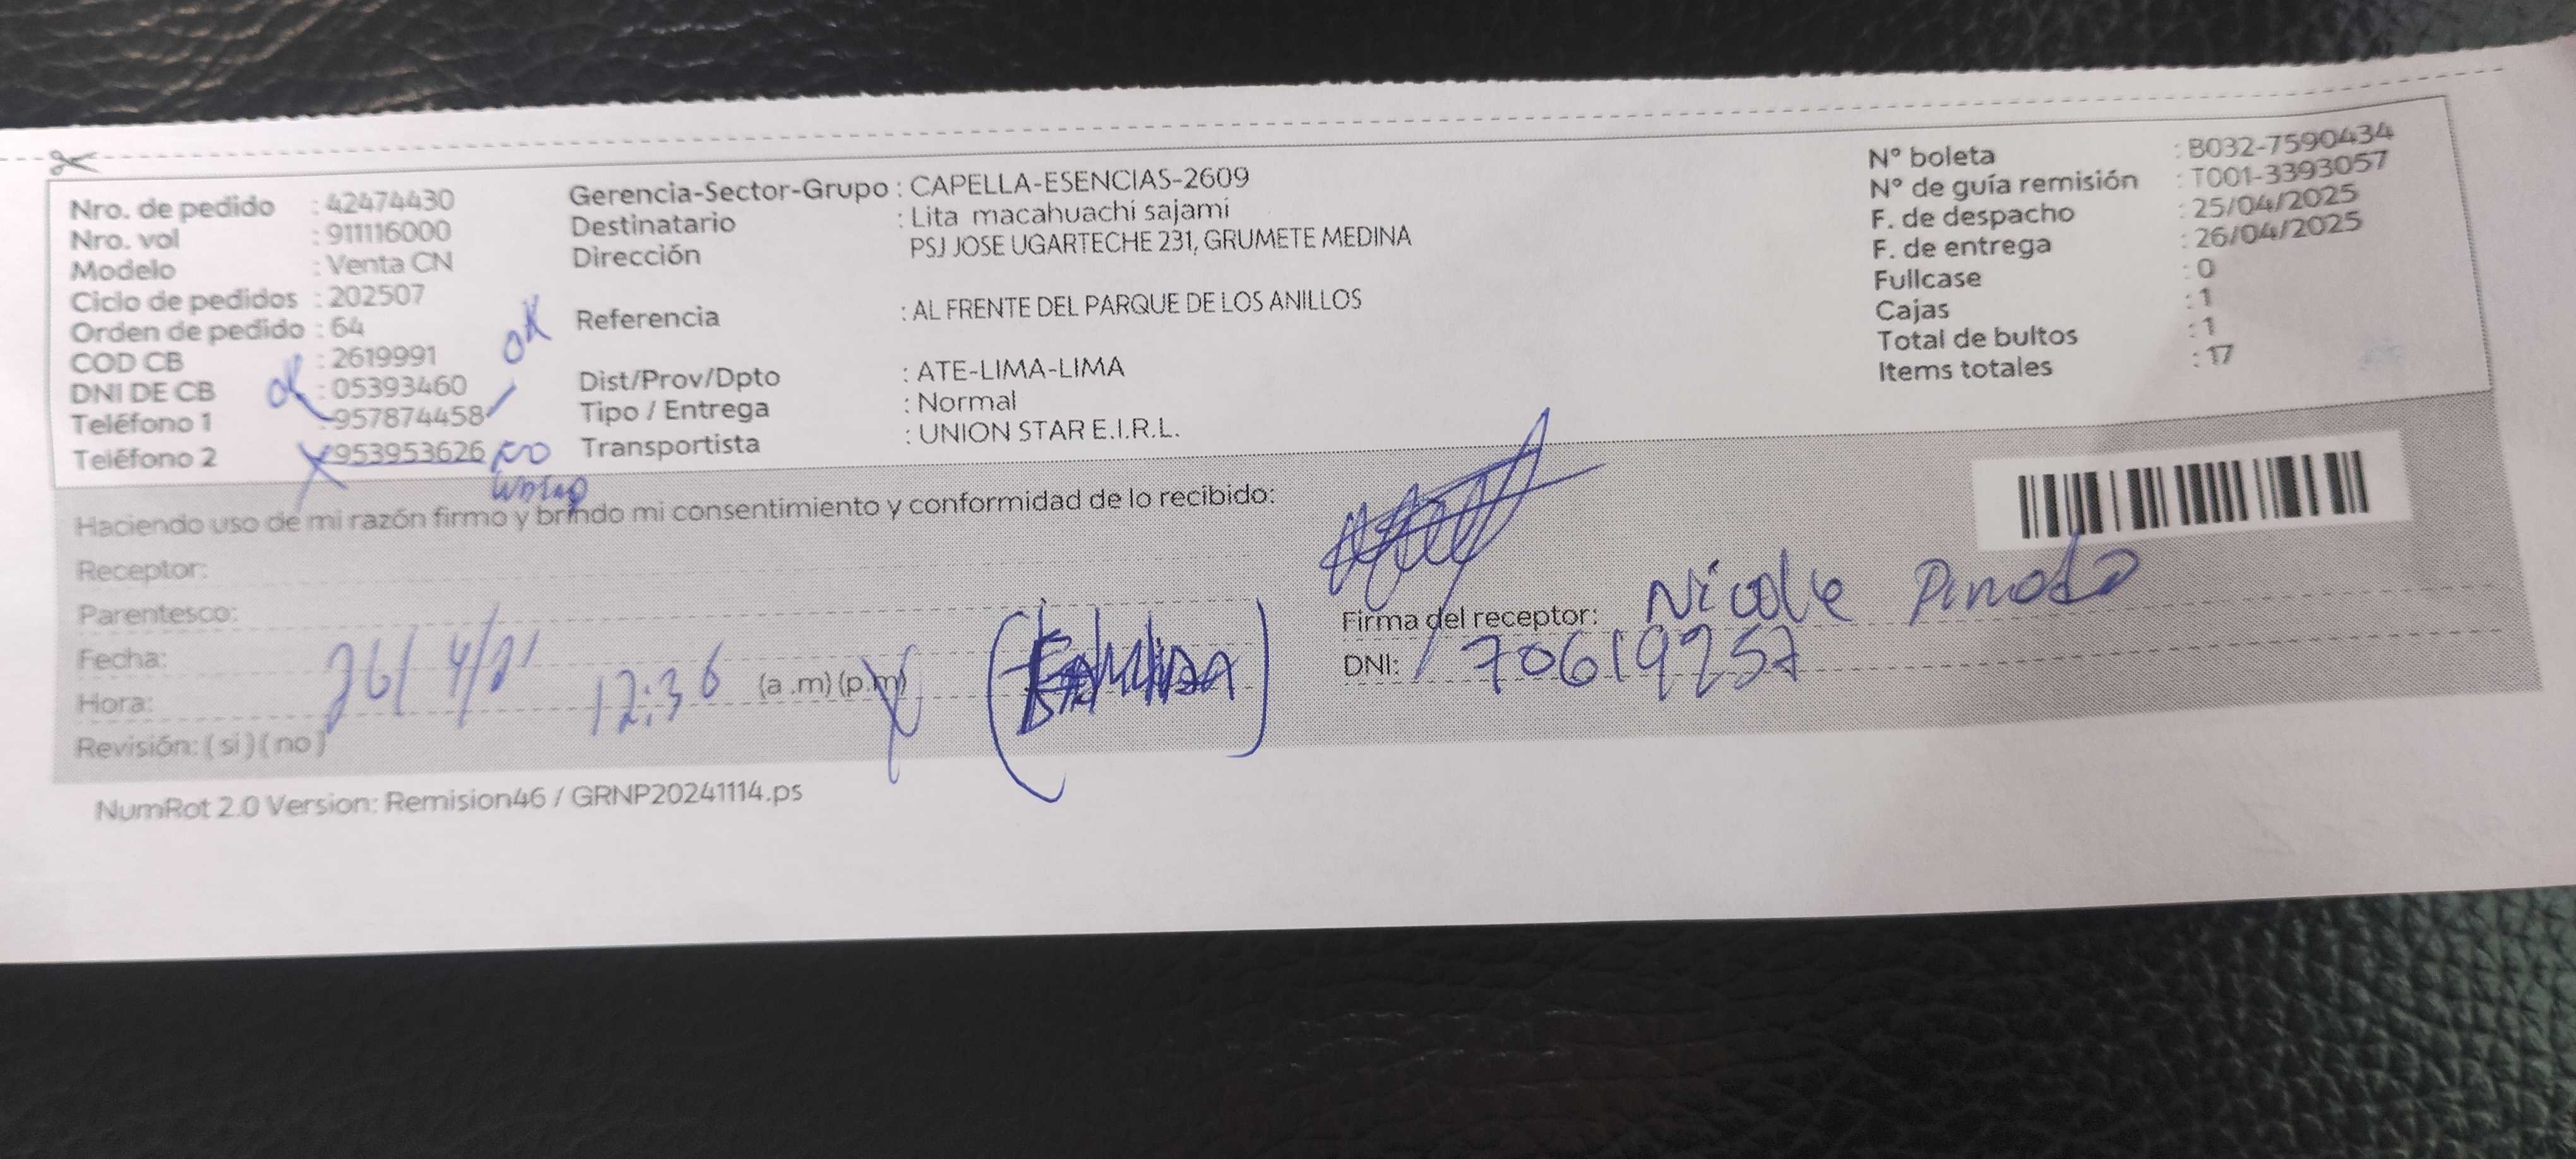 Nro. de pedido : 42474430
Nro. vol : 911116000
Modelo : Venta CN
Ciclo de pedidos : 202507
Orden de pedido : 64
COD CB : 2619991
DNI DE CB ok : 05393460
Teléfono 1 957874458 ok
Teléfono 2 x 953953626 no
Gerencia-Sector-Grupo : CAPELLA-ESENCIAS-2609
Destinatario : Lita macahuachi sajami
Dirección PSJ JOSE UGARTECHE 231, GRUMETE MEDINA
Referencia : AL FRENTE DEL PARQUE DE LOS ANILLOS
Dist/Prov/Dpto : ATE-LIMA-LIMA
Tipo / Entrega : Normal
Transportista : UNION STAR E.I.R.L.
N° boleta : B032-7590434
N° de guía remisión : T001-3393057
F. de despacho : 25/04/2025
F. de entrega : 26/04/2025
Fullcase : 0
Cajas : 1
Total de bultos : 1
Items totales : 17
Haciendo uso de mi razón firmo y brindo mi consentimiento y conformidad de lo recibido:
Receptor:
Parentesco:
Fecha: 26/4/
Hora: 12:36 (a .m) (p.m)
Revisión: ( si ) ( no )
Firma del receptor: Nicole
DNI: 70619257
NumRot 2.0 Version: Remision46 / GRNP20241114.ps